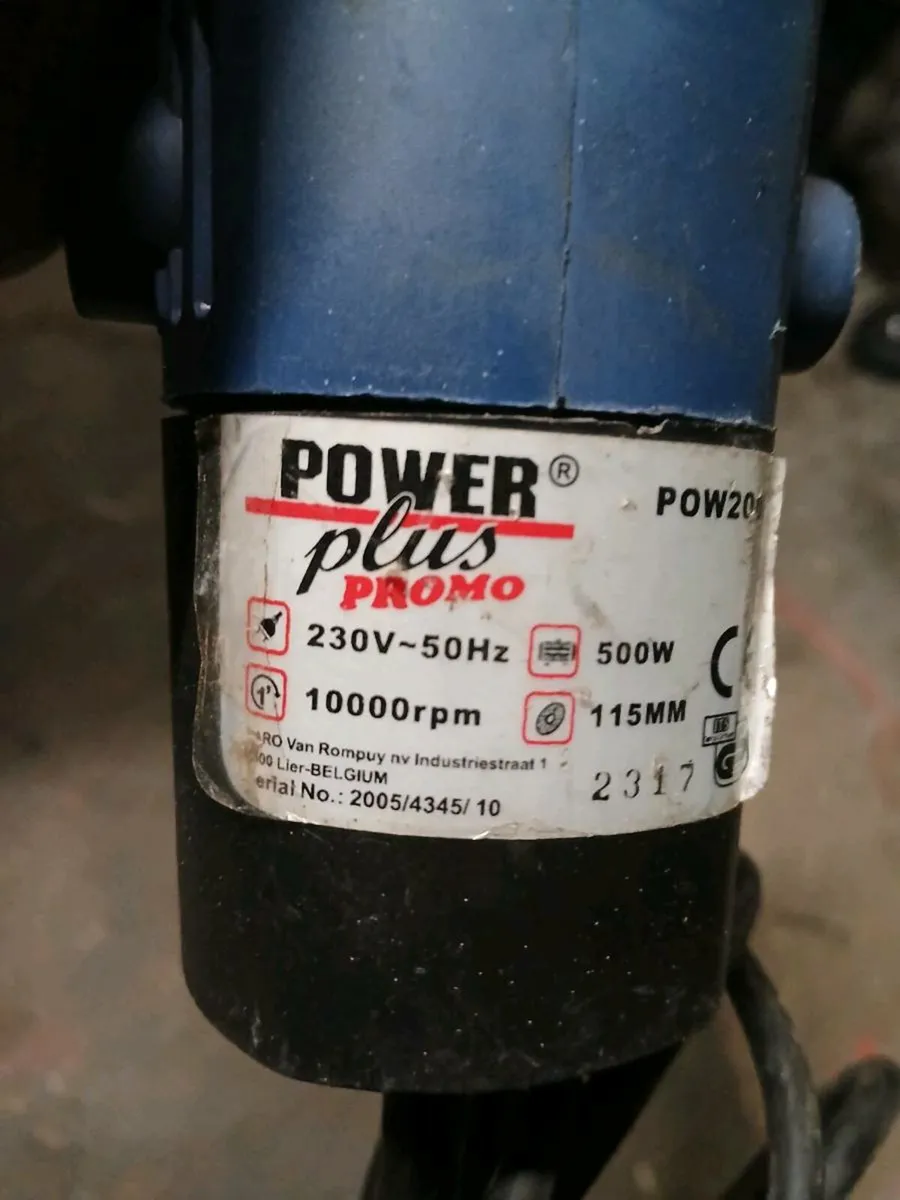 POWER®
plus
PROMO
230V~50Hz
500W
10000rpm
115MM
Van Rompuy nv Industriestraat 1
Lier-BELGIUM
erial No.: 2005/4345/ 10
2317